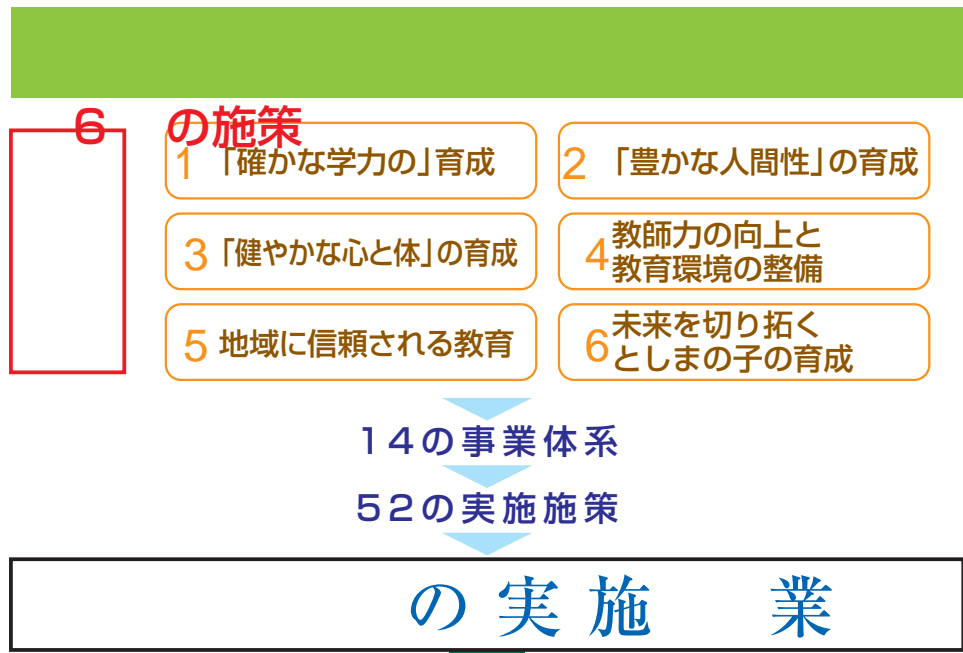 6 の施策
1 「確かな学力の」育成
2 「豊かな人間性」の育成
3 「健やかな心と体」の育成
4 教師力の向上と
教育環境の整備
5 地域に信頼される教育
6 未来を切り拓く
としまの子の育成
14の事業体系
52の実施施策
の実施 業